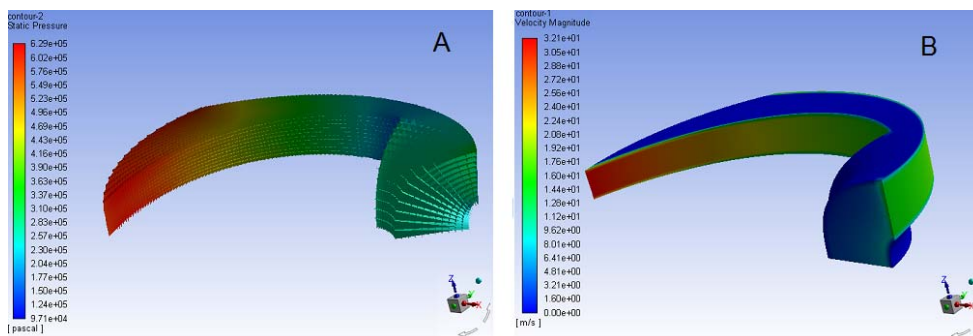 contour-2
Static Pressure
A
6.29e+05
6.02e+05
5.76e+05
5.49e+05
5.23e+05
4.96e+05
4.69e+05
4.43e+05
4.16e+05
3.90e+05
3.63e+05
3.37e+05
3.10e+05
2.83e+05
2.57e+05
2.30e+05
2.04e+05
1.77e+05
1.50e+05
1.24e+05
9.71e+04
[ pascal ]
Z
Y
X
contour-1
Velocity Magnitude
B
3.21e+01
3.05e+01
2.88e+01
2.72e+01
2.56e+01
2.40e+01
2.24e+01
2.08e+01
1.92e+01
1.76e+01
1.60e+01
1.44e+01
1.28e+01
1.12e+01
9.62e+00
8.01e+00
6.41e+00
4.81e+00
3.21e+00
1.60e+00
0.00e+00
[ m/s ]
Z
Y
X